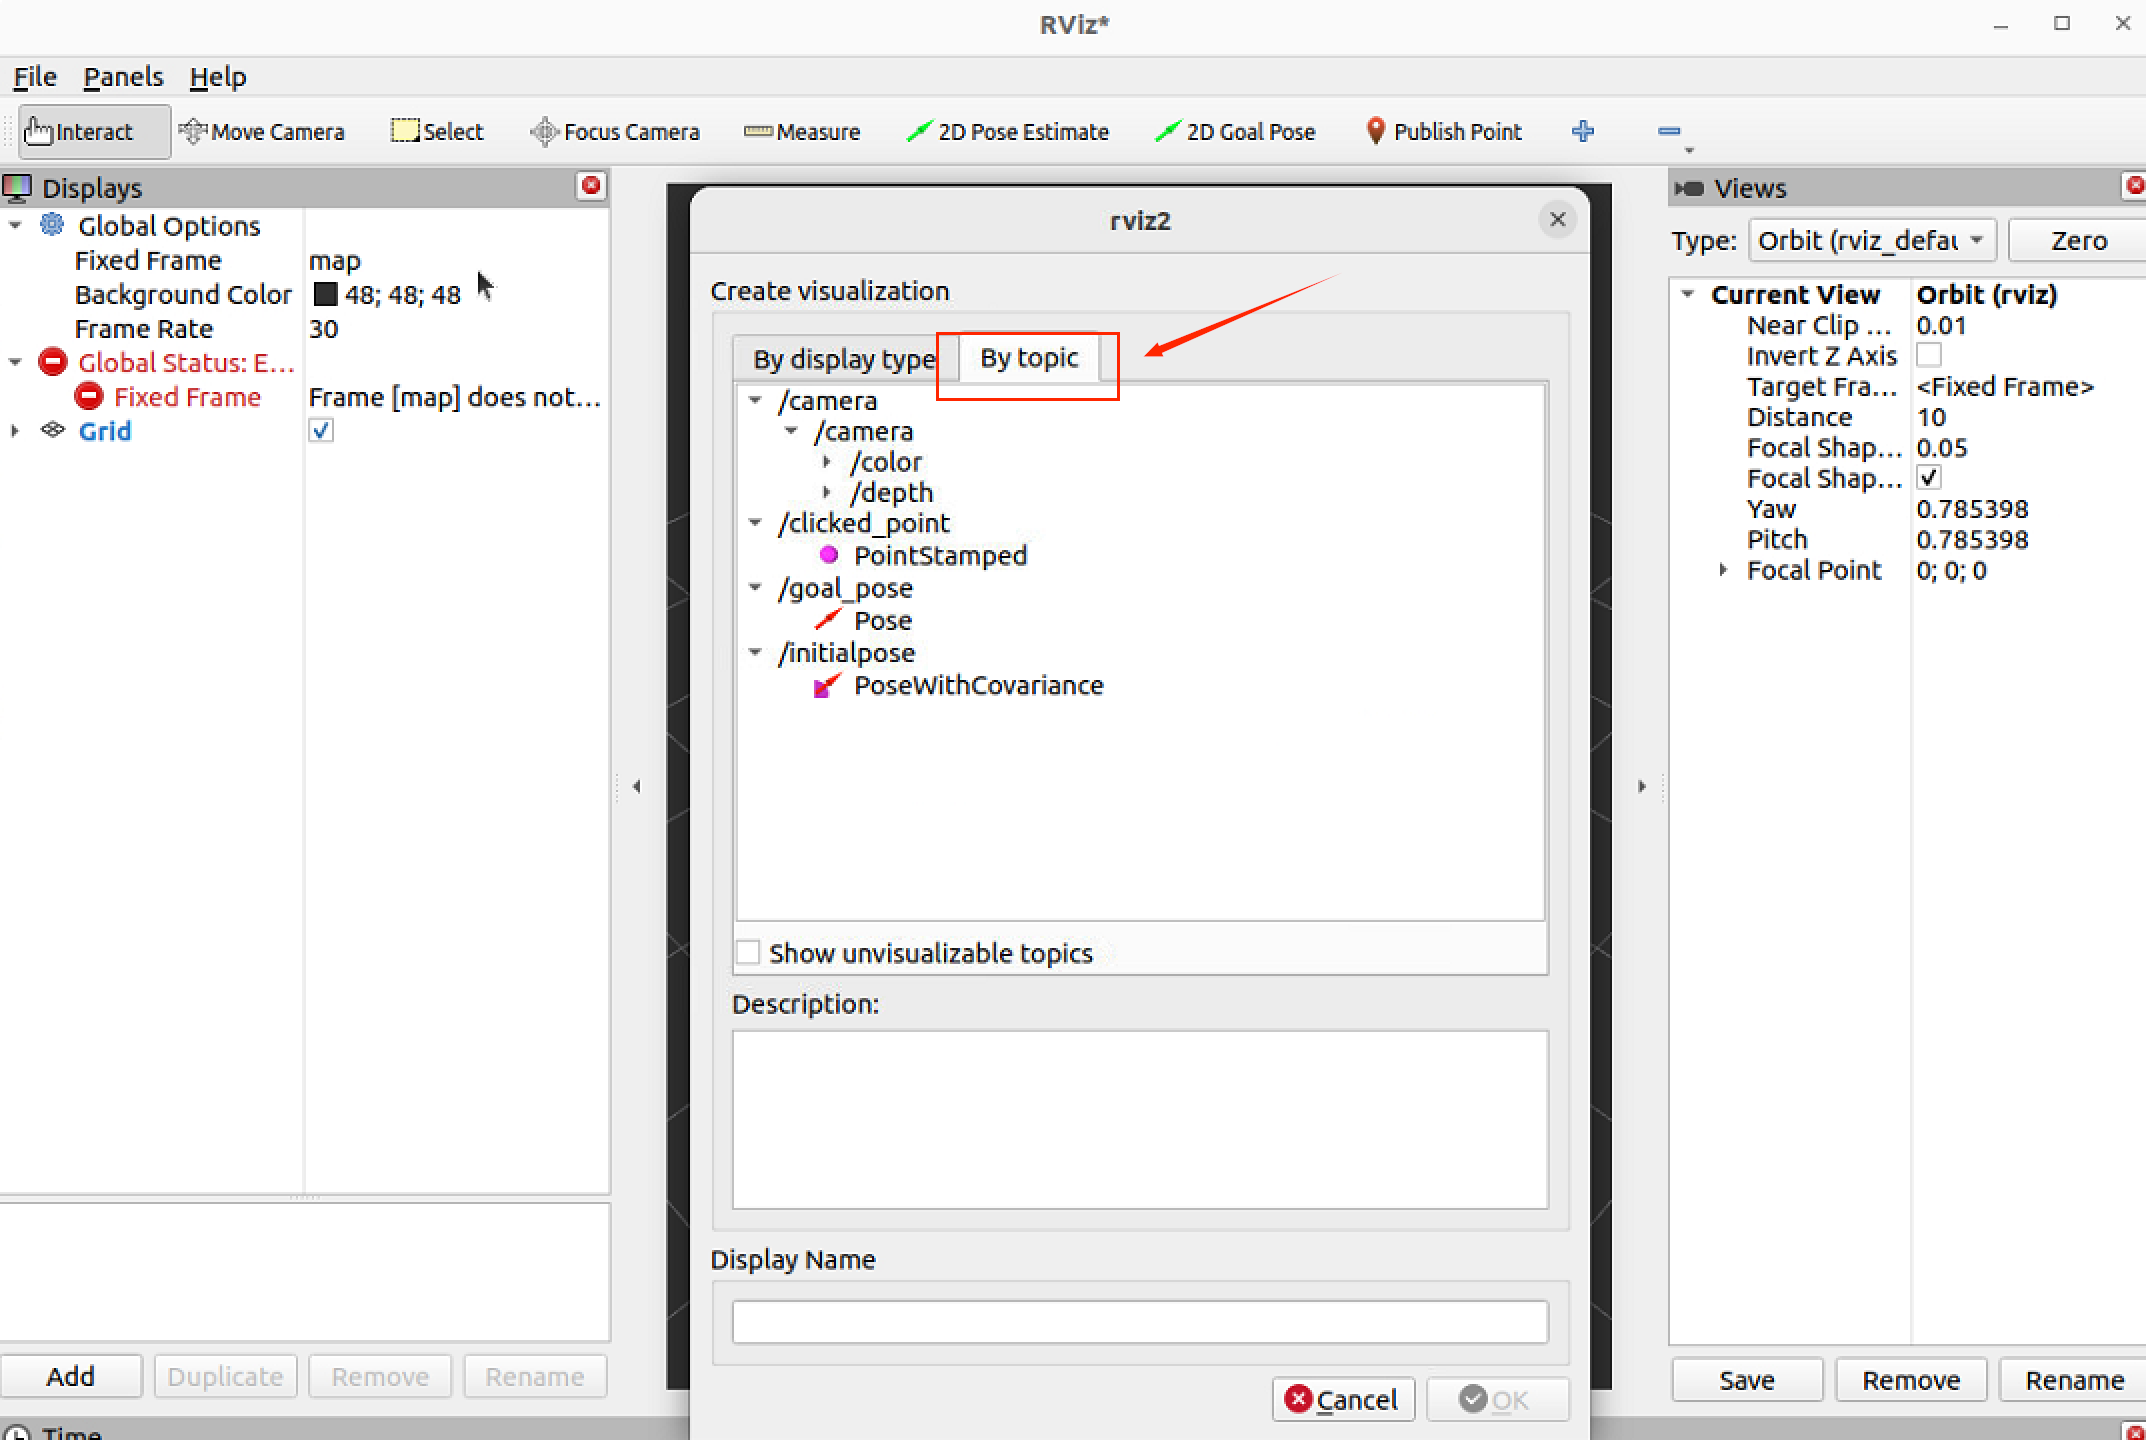 RViz*
File Panels Help
Interact Move Camera Select Focus Camera Measure 2D Pose Estimate 2D Goal Pose Publish Point
Displays
Global Options
Fixed Frame map
Background Color 48; 48; 48
Frame Rate 30
Global Status: E...
Fixed Frame Frame [map] does not...
Grid
Add Duplicate Remove Rename
Time
rviz2
Create visualization
By display type By topic
/camera
/camera
/color
/depth
/clicked_point
PointStamped
/goal_pose
Pose
/initialpose
PoseWithCovariance
Show unvisualizable topics
Description:
Display Name
Cancel OK
Views
Type: Orbit (rviz_defau Zero
Current View Orbit (rviz)
Near Clip ... 0.01
Invert Z Axis
Target Fra... <Fixed Frame>
Distance 10
Focal Shap... 0.05
Focal Shap...
Yaw 0.785398
Pitch 0.785398
Focal Point 0; 0; 0
Save Remove Rename